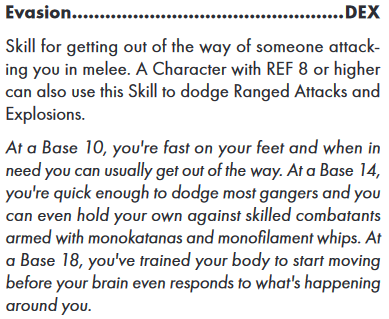 Evasion.................................................DEX
Skill for getting out of the way of someone attack-
ing you in melee. A Character with REF 8 or higher
can also use this Skill to dodge Ranged Attacks and
Explosions.
At a Base 10, you're fast on your feet and when in
need you can usually get out of the way. At a Base 14,
you're quick enough to dodge most gangers and you
can even hold your own against skilled combatants
armed with monokatanas and monofilament whips. At
a Base 18, you've trained your body to start moving
before your brain even responds to what's happening
around you.